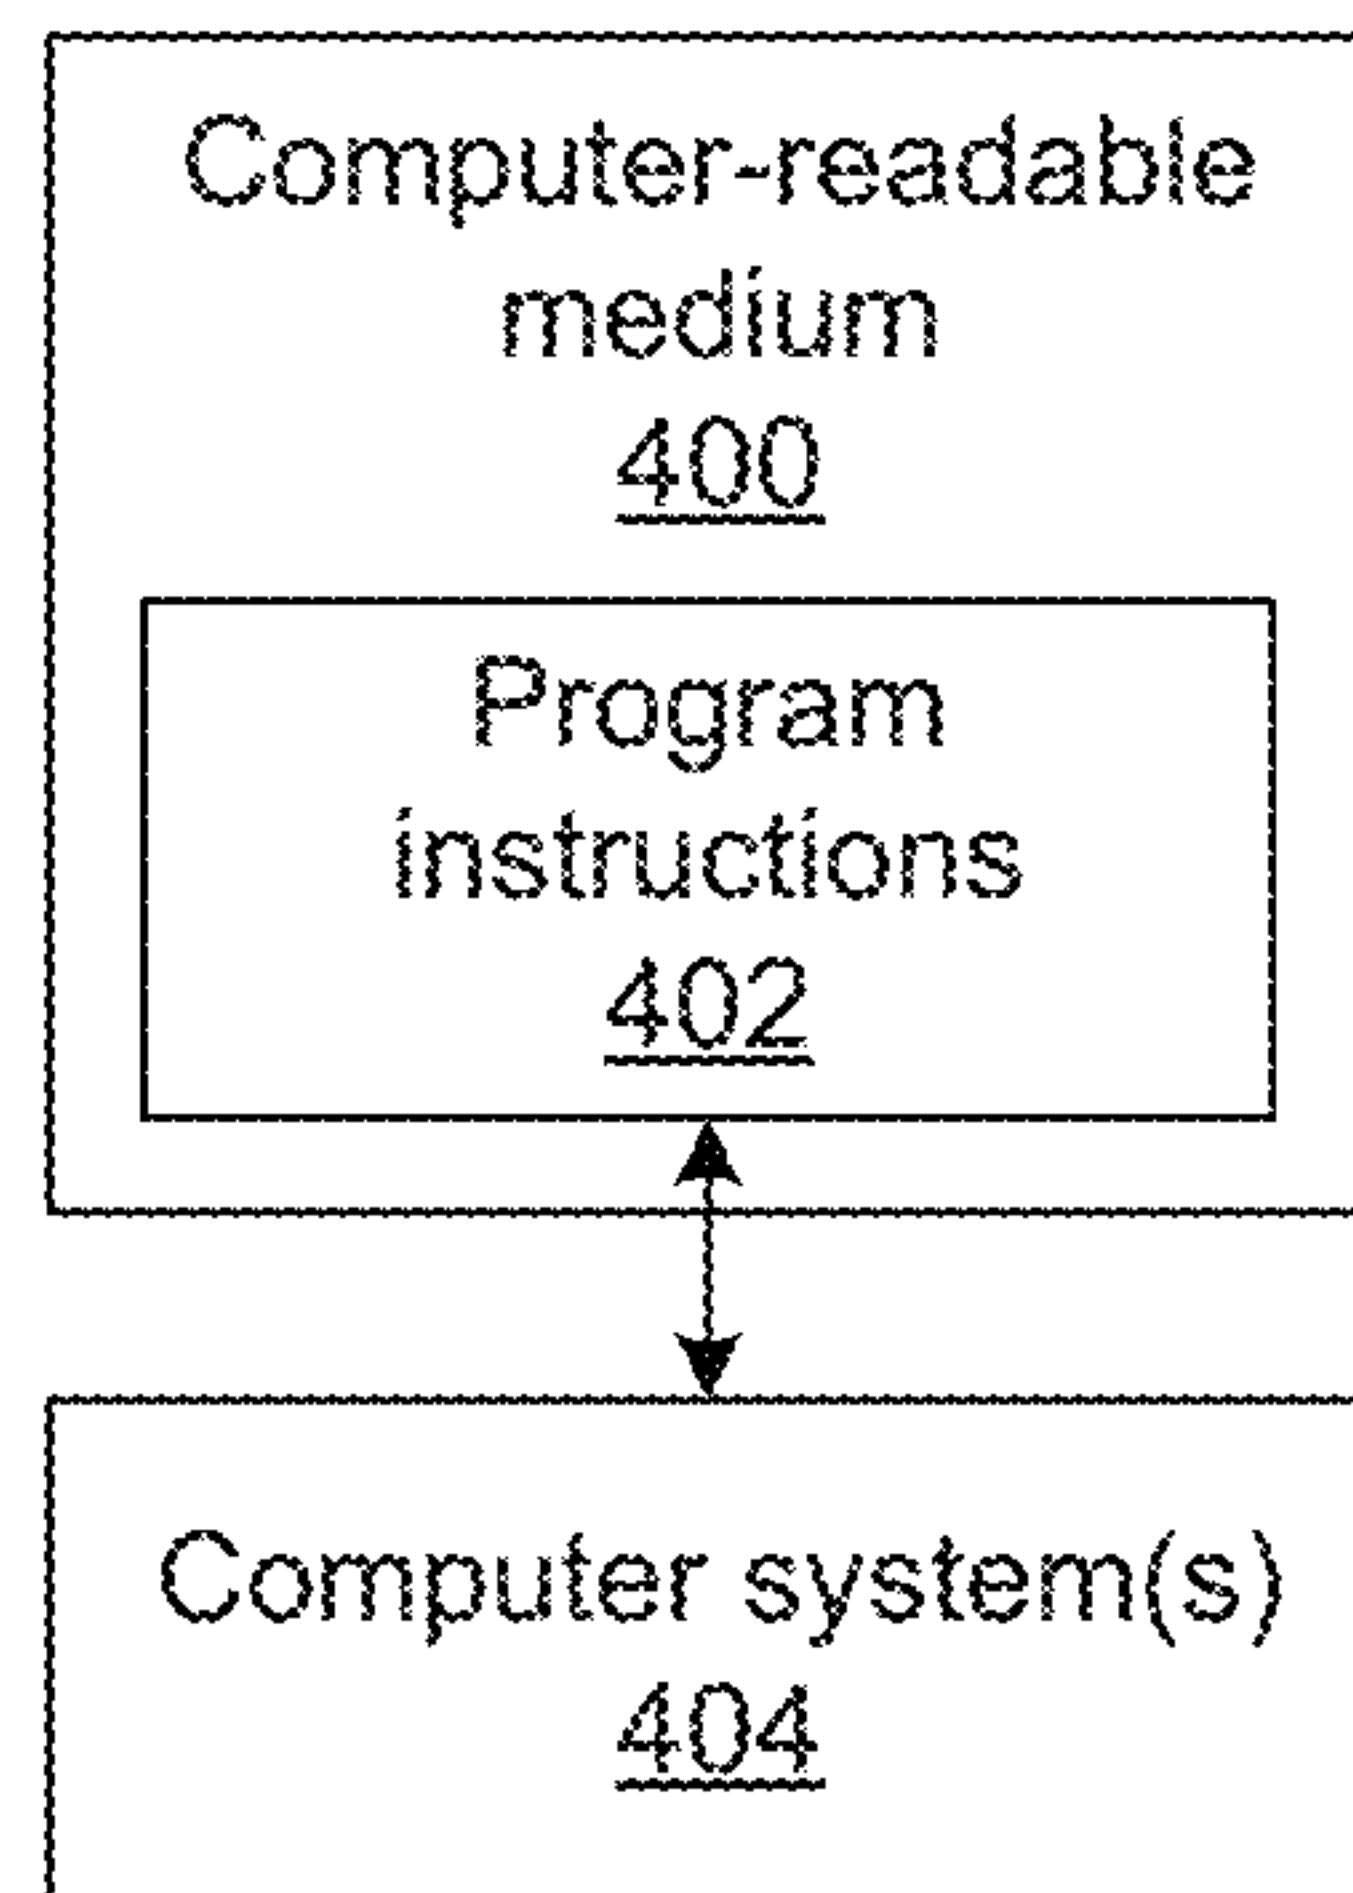 Computer-readable
medium
400
Program
instructions
402
Computer system(s)
404